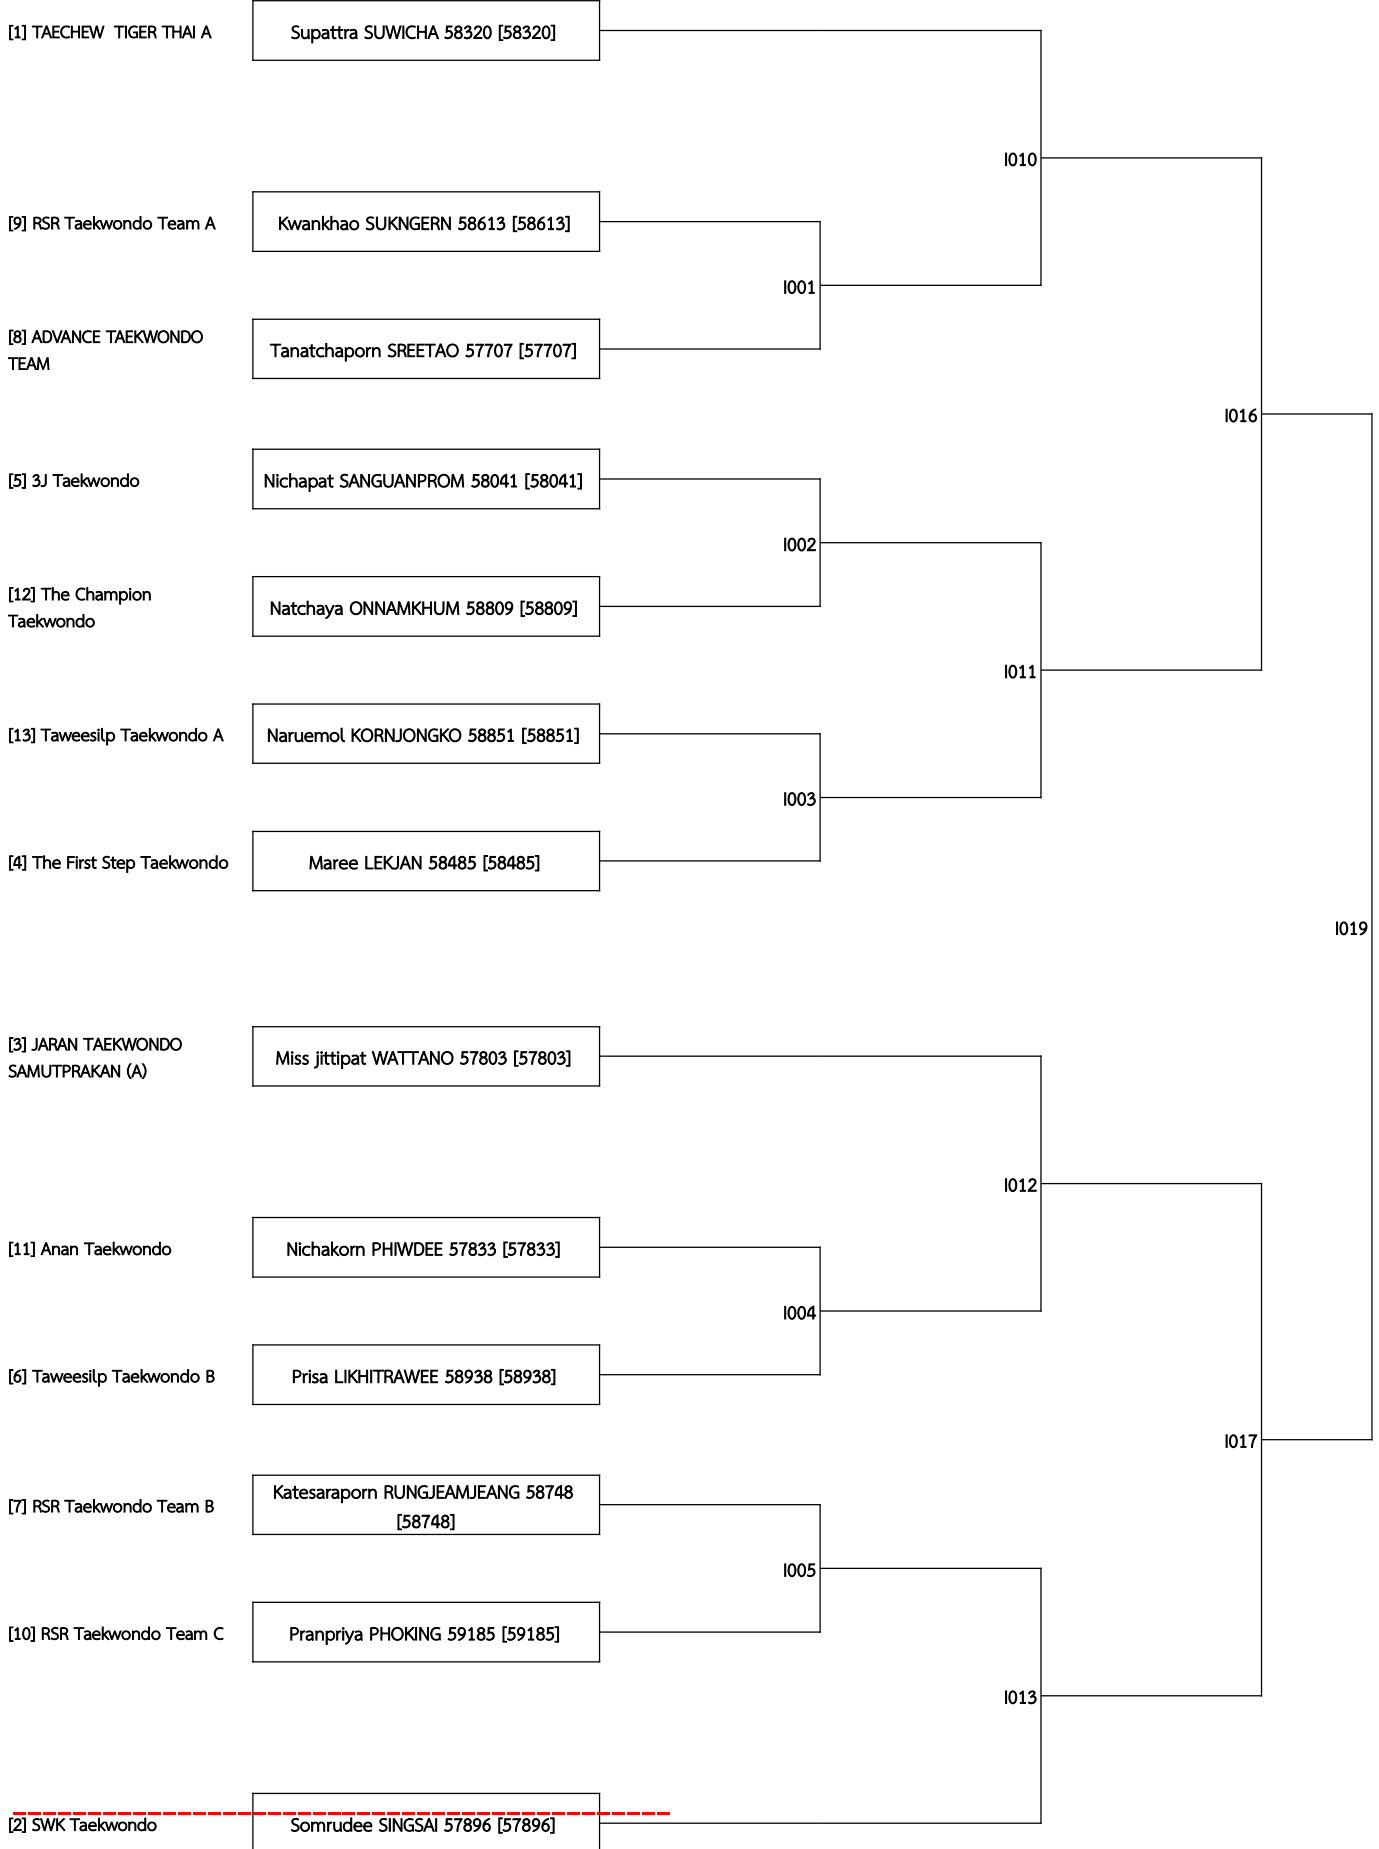 [1] TAECHEW  TIGER THAI A
Supattra SUWICHA 58320 [58320]
I010
[9] RSR Taekwondo Team A
Kwankhao SUKNGERN 58613 [58613]
I001
[8] ADVANCE TAEKWONDO
TEAM
Tanatchaporn SREETAO 57707 [57707]
I016
[5] 3J Taekwondo
Nichapat SANGUANPROM 58041 [58041]
I002
[12] The Champion
Taekwondo
Natchaya ONNAMKHUM 58809 [58809]
I011
[13] Taweesilp Taekwondo A
Naruemol KORNJONGKO 58851 [58851]
I003
[4] The First Step Taekwondo
Maree LEKJAN 58485 [58485]
I019
[3] JARAN TAEKWONDO
SAMUTPRAKAN (A)
Miss jittipat WATTANO 57803 [57803]
I012
[11] Anan Taekwondo
Nichakorn PHIWDEE 57833 [57833]
I004
[6] Taweesilp Taekwondo B
Prisa LIKHITRAWEE 58938 [58938]
I017
[7] RSR Taekwondo Team B
Katesaraporn RUNGJEAMJEANG 58748
[58748]
I005
[10] RSR Taekwondo Team C
Pranpriya PHOKING 59185 [59185]
I013
[2] SWK Taekwondo
Somrudee SINGSAI 57896 [57896]